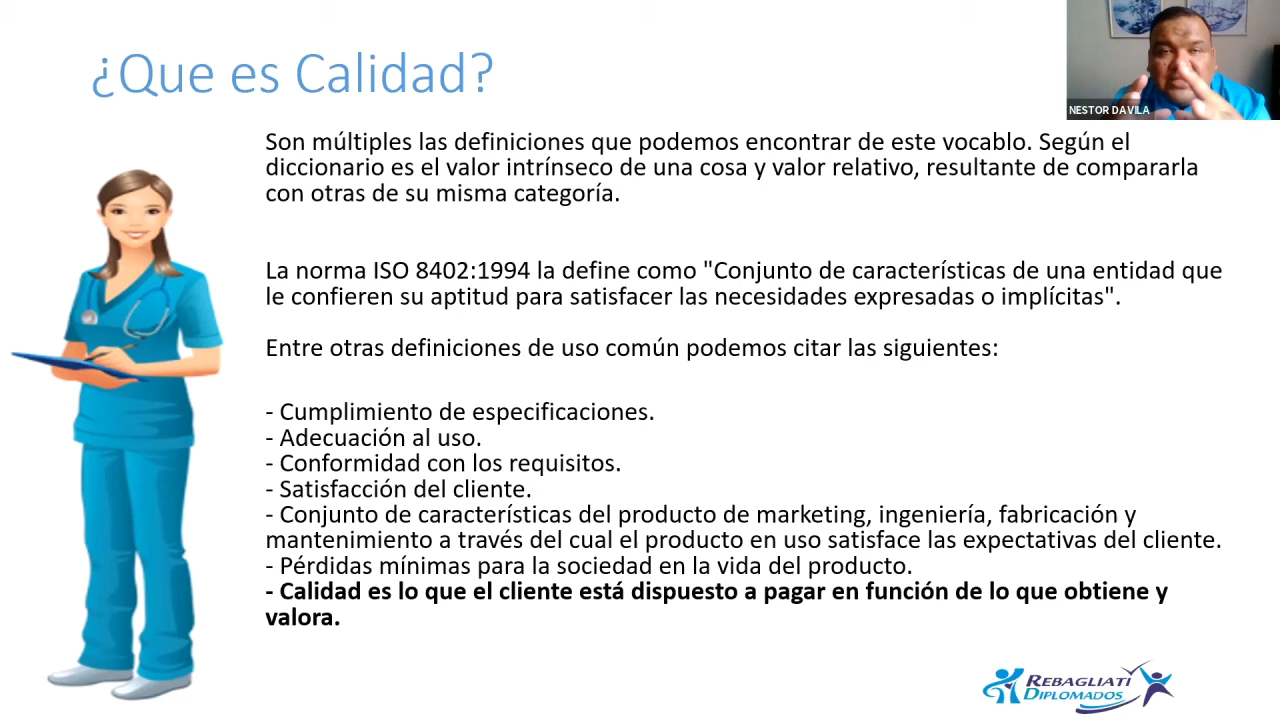 ¿Que es Calidad?
NESTOR DAVILA
Son múltiples las definiciones que podemos encontrar de este vocablo. Según el
diccionario es el valor intrínseco de una cosa y valor relativo, resultante de compararla
con otras de su misma categoría.
La norma ISO 8402:1994 la define como "Conjunto de características de una entidad que
le confieren su aptitud para satisfacer las necesidades expresadas o implícitas".
Entre otras definiciones de uso común podemos citar las siguientes:
- Cumplimiento de especificaciones.
- Adecuación al uso.
- Conformidad con los requisitos.
- Satisfacción del cliente.
- Conjunto de características del producto de marketing, ingeniería, fabricación y
mantenimiento a través del cual el producto en uso satisface las expectativas del cliente.
- Pérdidas mínimas para la sociedad en la vida del producto.
- Calidad es lo que el cliente está dispuesto a pagar en función de lo que obtiene y
valora.
REBAGLIATI
DIPLOMADOS